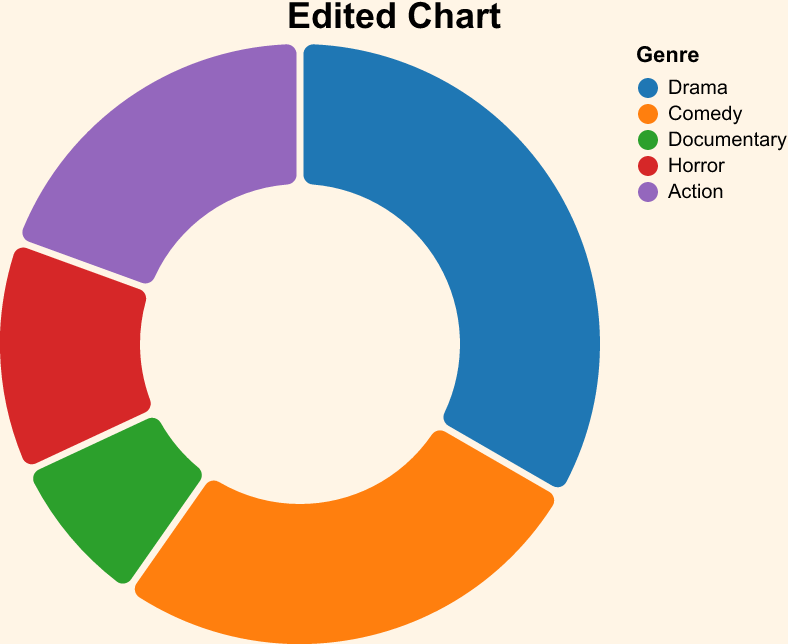 Edited Chart
Genre
Drama
Comedy
Documentary
Horror
Action